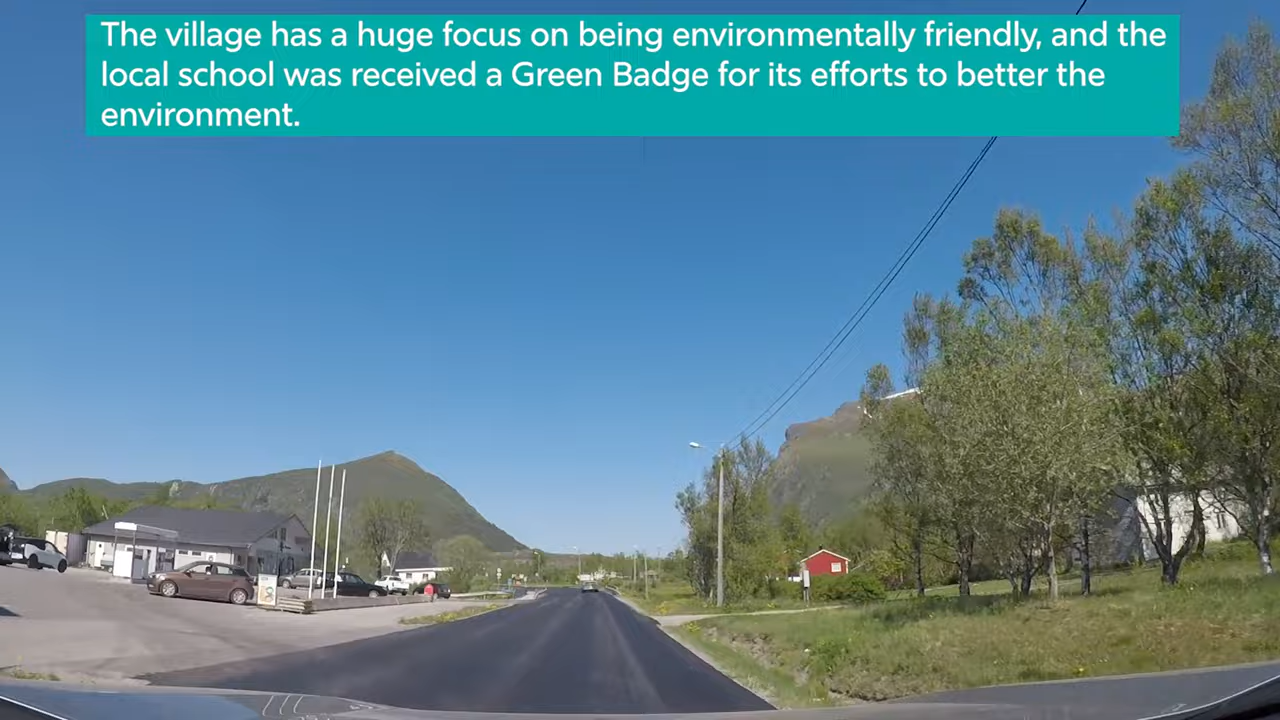 The village has a huge focus on being environmentally friendly, and the
local school was received a Green Badge for its efforts to better the
environment.